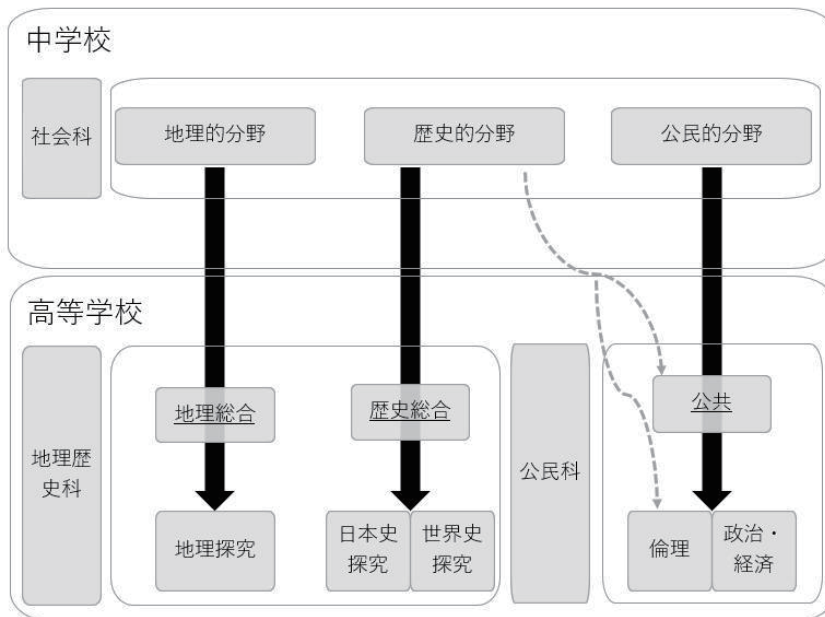 中学校
社会科
地理的分野
歴史的分野
公民的分野
高等学校
地理歴
史科
地理総合
歴史総合
公民科
公共
地理探究
日本史
探究
世界史
探究
倫理
政治・
経済